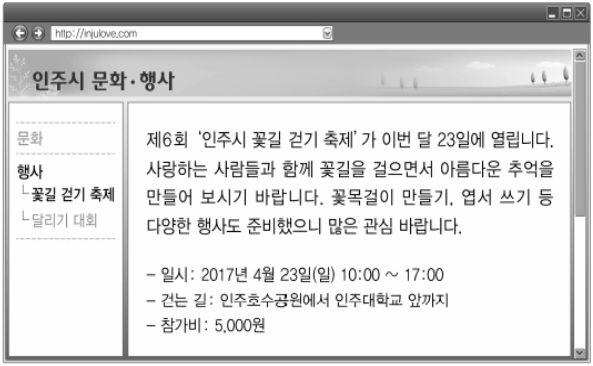 http://injulove.com
인주시 문화·행사
문화
행사
└ 꽃길 걷기 축제
└ 달리기 대회
제6회 ‘인주시 꽃길 걷기 축제’가 이번 달 23일에 열립니다.
사랑하는 사람들과 함께 꽃길을 걸으면서 아름다운 추억을
만들어 보시기 바랍니다. 꽃목걸이 만들기, 엽서 쓰기 등
다양한 행사도 준비했으니 많은 관심 바랍니다.
– 일시: 2017년 4월 23일(일) 10:00 ～ 17:00
– 걷는 길: 인주호수공원에서 인주대학교 앞까지
– 참가비: 5,000원